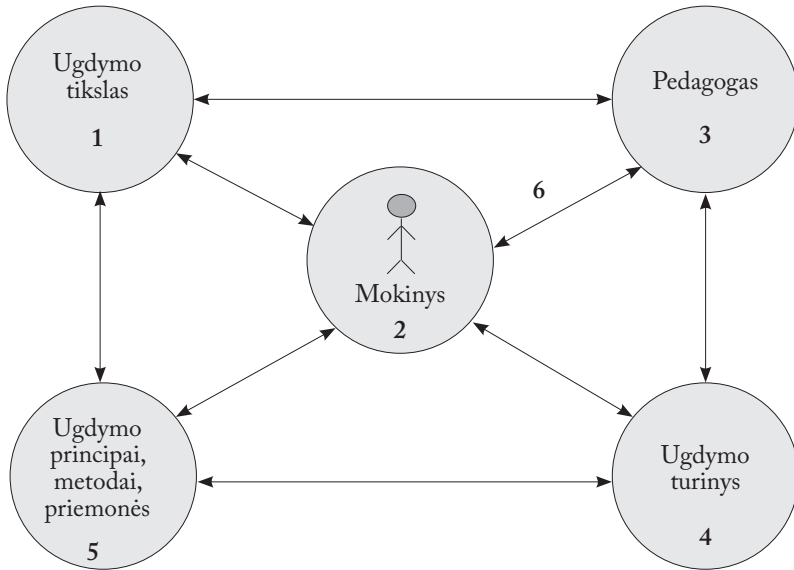 Ugdymo
tikslas
1
Pedagogas
3
6
Mokinys
2
Ugdymo
principai,
metodai,
priemonės
5
Ugdymo
turinys
4